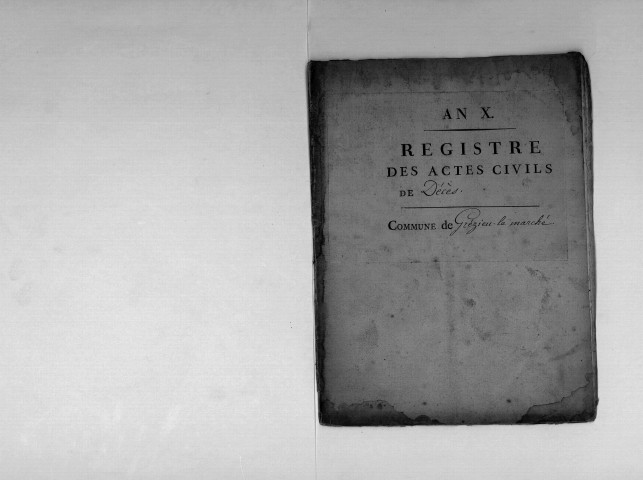 AN X.
REGISTRE
DES ACTES CIVILS
DE Décès.
COMMUNE de Grézieu-le marché